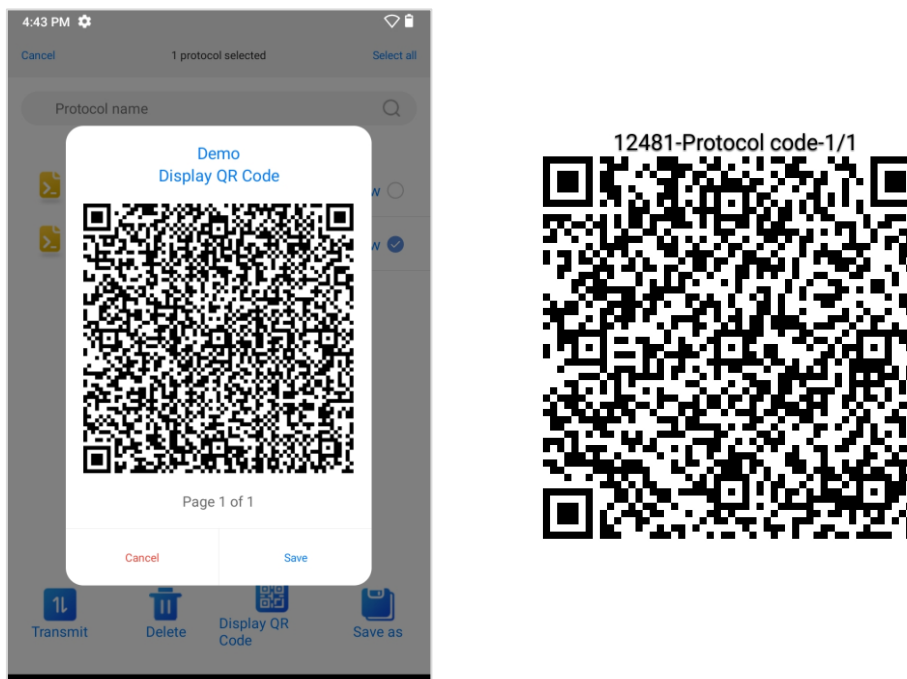 4:43 PM
Cancel
1 protocol selected
Select all
Protocol name
Demo
Display QR Code
w
w
Page 1 of 1
Cancel
Save
Transmit
Delete
Display QR
Code
Save as
12481-Protocol code-1/1